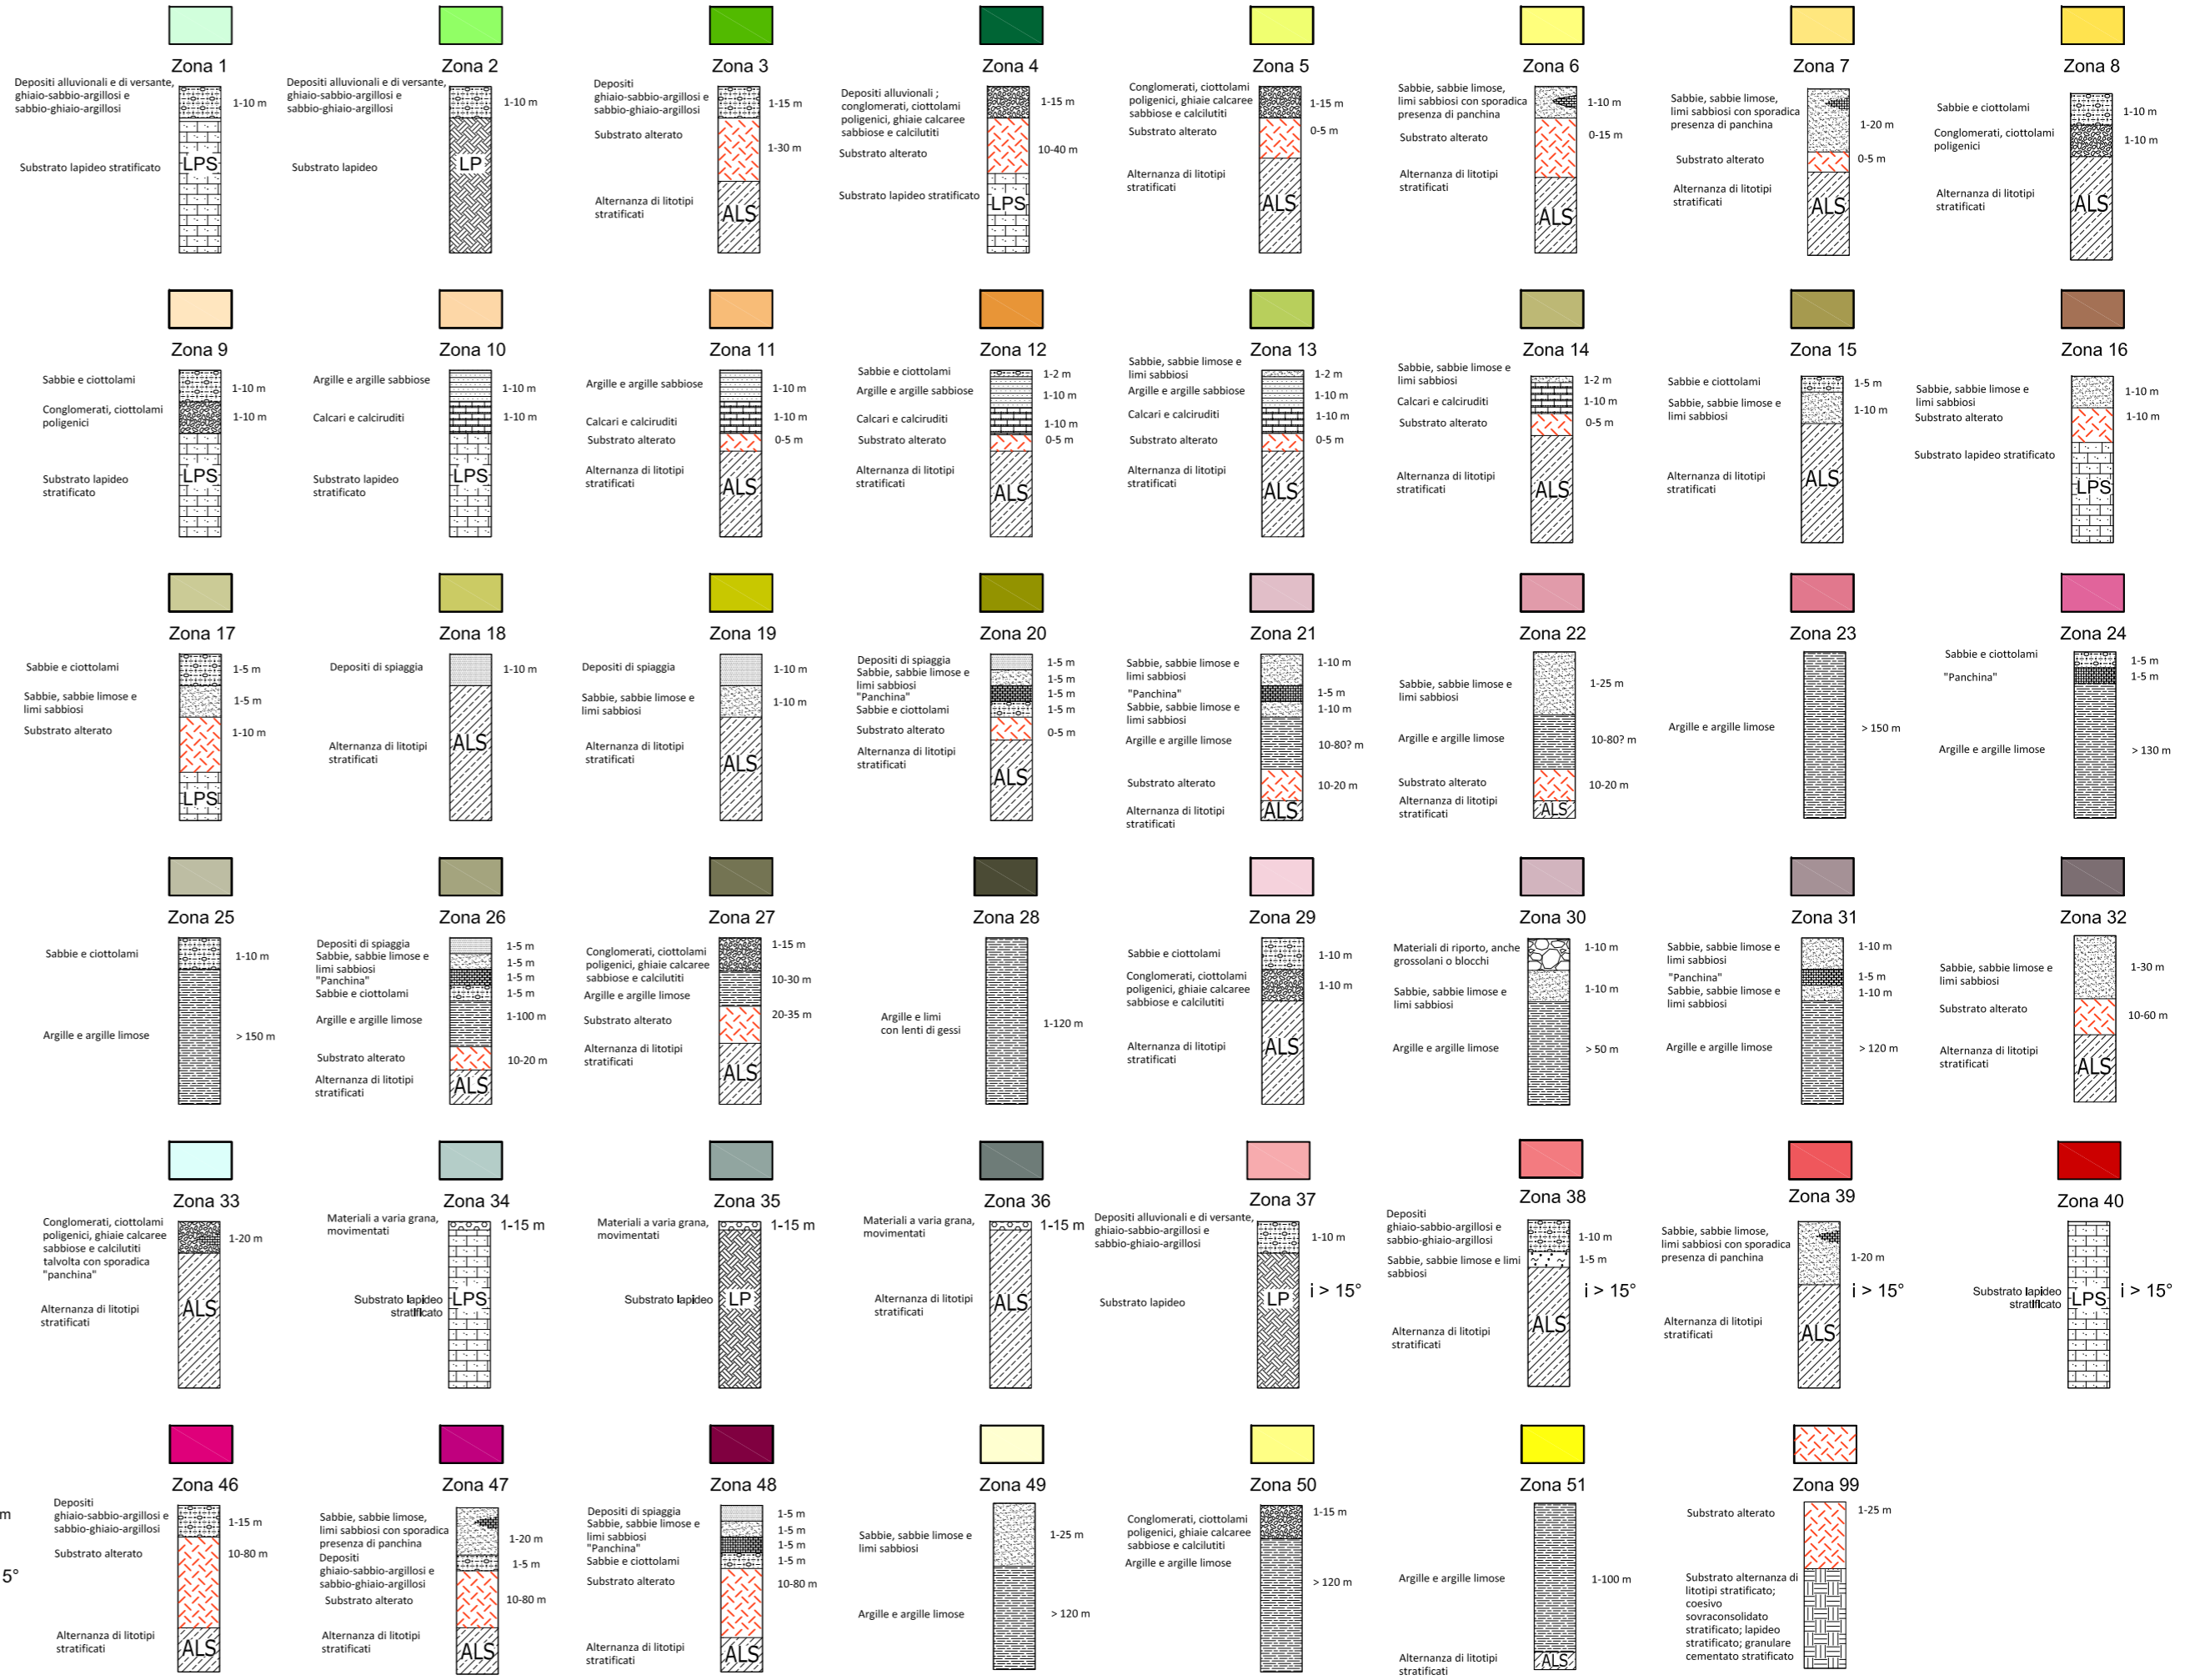 Zona 1
Depositi alluvionali e di versante,
ghiaio-sabbio-argillosi e
sabbio-ghiaio-argillosi
1-10 m
Substrato lapideo stratificato
LPS
Zona 2
Depositi alluvionali e di versante,
ghiaio-sabbio-argillosi e
sabbio-ghiaio-argillosi
1-10 m
Substrato lapideo
LP
Zona 3
Depositi
ghiaio-sabbio-argillosi e
sabbio-ghiaio-argillosi
1-15 m
Substrato alterato
1-30 m
Alternanza di litotipi
stratificati
ALS
Zona 4
Depositi alluvionali ;
conglomerati, ciottolami
poligenici, ghiaie calcaree
sabbiose e calcilutiti
1-15 m
Substrato alterato
10-40 m
Substrato lapideo stratificato
LPS
Zona 5
Conglomerati, ciottolami
poligenici, ghiaie calcaree
sabbiose e calcilutiti
1-15 m
Substrato alterato
0-5 m
Alternanza di litotipi
stratificati
ALS
Zona 6
Sabbie, sabbie limose,
limi sabbiosi con sporadica
presenza di panchina
1-10 m
Substrato alterato
0-15 m
Alternanza di litotipi
stratificati
ALS
Zona 7
Sabbie, sabbie limose,
limi sabbiosi con sporadica
presenza di panchina
1-20 m
Substrato alterato
0-5 m
Alternanza di litotipi
stratificati
ALS
Zona 8
Sabbie e ciottolami
1-10 m
Conglomerati, ciottolami
poligenici
1-10 m
Alternanza di litotipi
stratificati
ALS
Zona 9
Sabbie e ciottolami
1-10 m
Conglomerati, ciottolami
poligenici
1-10 m
Substrato lapideo
stratificato
LPS
Zona 10
Argille e argille sabbiose
1-10 m
Calcari e calciruditi
1-10 m
Substrato lapideo
stratificato
LPS
Zona 11
Argille e argille sabbiose
1-10 m
Calcari e calciruditi
1-10 m
Substrato alterato
0-5 m
Alternanza di litotipi
stratificati
ALS
Zona 12
Sabbie e ciottolami
1-2 m
Argille e argille sabbiose
1-10 m
Calcari e calciruditi
1-10 m
Substrato alterato
0-5 m
Alternanza di litotipi
stratificati
ALS
Zona 13
Sabbie, sabbie limose e
limi sabbiosi
1-2 m
Argille e argille sabbiose
1-10 m
Calcari e calciruditi
1-10 m
Substrato alterato
0-5 m
Alternanza di litotipi
stratificati
ALS
Zona 14
Sabbie, sabbie limose e
limi sabbiosi
1-2 m
Calcari e calciruditi
1-10 m
Substrato alterato
0-5 m
Alternanza di litotipi
stratificati
ALS
Zona 15
Sabbie e ciottolami
1-5 m
Sabbie, sabbie limose e
limi sabbiosi
1-10 m
Alternanza di litotipi
stratificati
ALS
Zona 16
Sabbie, sabbie limose e
limi sabbiosi
1-10 m
Substrato alterato
1-10 m
Substrato lapideo stratificato
LPS
Zona 17
Sabbie e ciottolami
1-5 m
Sabbie, sabbie limose e
limi sabbiosi
1-5 m
Substrato alterato
1-10 m
LPS
Zona 18
Depositi di spiaggia
1-10 m
Alternanza di litotipi
stratificati
ALS
Zona 19
Depositi di spiaggia
1-10 m
Sabbie, sabbie limose e
limi sabbiosi
1-10 m
Alternanza di litotipi
stratificati
ALS
Zona 20
Depositi di spiaggia
1-5 m
Sabbie, sabbie limose e
limi sabbiosi
1-5 m
"Panchina"
1-5 m
Sabbie e ciottolami
1-5 m
Substrato alterato
0-5 m
Alternanza di litotipi
stratificati
ALS
Zona 21
Sabbie, sabbie limose e
limi sabbiosi
1-10 m
"Panchina"
1-5 m
Sabbie, sabbie limose e
limi sabbiosi
1-10 m
Argille e argille limose
10-80? m
Substrato alterato
10-20 m
Alternanza di litotipi
stratificati
ALS
Zona 22
Sabbie, sabbie limose e
limi sabbiosi
1-25 m
Argille e argille limose
10-80? m
Substrato alterato
10-20 m
Alternanza di litotipi
stratificati
ALS
Zona 23
Argille e argille limose
> 150 m
Zona 24
Sabbie e ciottolami
1-5 m
"Panchina"
1-5 m
Argille e argille limose
> 130 m
Zona 25
Sabbie e ciottolami
1-10 m
Argille e argille limose
> 150 m
Zona 26
Depositi di spiaggia
1-5 m
Sabbie, sabbie limose e
limi sabbiosi
1-5 m
"Panchina"
1-5 m
Sabbie e ciottolami
1-5 m
Argille e argille limose
1-100 m
Substrato alterato
10-20 m
Alternanza di litotipi
stratificati
ALS
Zona 27
Conglomerati, ciottolami
poligenici, ghiaie calcaree
sabbiose e calcilutiti
1-15 m
Argille e argille limose
10-30 m
Substrato alterato
20-35 m
Alternanza di litotipi
stratificati
ALS
Zona 28
Argille e limi
con lenti di gessi
1-120 m
Zona 29
Sabbie e ciottolami
1-10 m
Conglomerati, ciottolami
poligenici, ghiaie calcaree
sabbiose e calcilutiti
1-10 m
Alternanza di litotipi
stratificati
ALS
Zona 30
Materiali di riporto, anche
grossolani o blocchi
1-10 m
Sabbie, sabbie limose e
limi sabbiosi
1-10 m
Argille e argille limose
> 50 m
Zona 31
Sabbie, sabbie limose e
limi sabbiosi
1-10 m
"Panchina"
1-5 m
Sabbie, sabbie limose e
limi sabbiosi
1-10 m
Argille e argille limose
> 120 m
Zona 32
Sabbie, sabbie limose e
limi sabbiosi
1-30 m
Substrato alterato
10-60 m
Alternanza di litotipi
stratificati
ALS
Zona 33
Conglomerati, ciottolami
poligenici, ghiaie calcaree
sabbiose e calcilutiti
talvolta con sporadica
"panchina"
1-20 m
Alternanza di litotipi
stratificati
ALS
Zona 34
Materiali a varia grana,
movimentati
1-15 m
Substrato lapideo
stratificato
LPS
Zona 35
Materiali a varia grana,
movimentati
1-15 m
Substrato lapideo
LP
Zona 36
Materiali a varia grana,
movimentati
1-15 m
Alternanza di litotipi
stratificati
ALS
Zona 37
Depositi alluvionali e di versante,
ghiaio-sabbio-argillosi e
sabbio-ghiaio-argillosi
1-10 m
i > 15°
Substrato lapideo
LP
Zona 38
Depositi
ghiaio-sabbio-argillosi e
sabbio-ghiaio-argillosi
1-10 m
Sabbie, sabbie limose e limi
sabbiosi
1-5 m
i > 15°
Alternanza di litotipi
stratificati
ALS
Zona 39
Sabbie, sabbie limose,
limi sabbiosi con sporadica
presenza di panchina
1-20 m
i > 15°
Alternanza di litotipi
stratificati
ALS
Zona 40
Substrato lapideo
stratificato
LPS
i > 15°
m
5°
Zona 46
Depositi
ghiaio-sabbio-argillosi e
sabbio-ghiaio-argillosi
1-15 m
Substrato alterato
10-80 m
Alternanza di litotipi
stratificati
ALS
Zona 47
Sabbie, sabbie limose,
limi sabbiosi con sporadica
presenza di panchina
1-20 m
Depositi
ghiaio-sabbio-argillosi e
sabbio-ghiaio-argillosi
1-5 m
Substrato alterato
10-80 m
Alternanza di litotipi
stratificati
ALS
Zona 48
Depositi di spiaggia
1-5 m
Sabbie, sabbie limose e
limi sabbiosi
1-5 m
"Panchina"
1-5 m
Sabbie e ciottolami
1-5 m
Substrato alterato
10-80 m
Alternanza di litotipi
stratificati
ALS
Zona 49
Sabbie, sabbie limose e
limi sabbiosi
1-25 m
Argille e argille limose
> 120 m
Zona 50
Conglomerati, ciottolami
poligenici, ghiaie calcaree
sabbiose e calcilutiti
1-15 m
Argille e argille limose
> 120 m
Zona 51
Argille e argille limose
1-100 m
Alternanza di litotipi
stratificati
ALS
Zona 99
Substrato alterato
1-25 m
Substrato alternanza di
litotipi stratificato;
coesivo
sovraconsolidato
stratificato; lapideo
stratificato; granulare
cementato stratificato